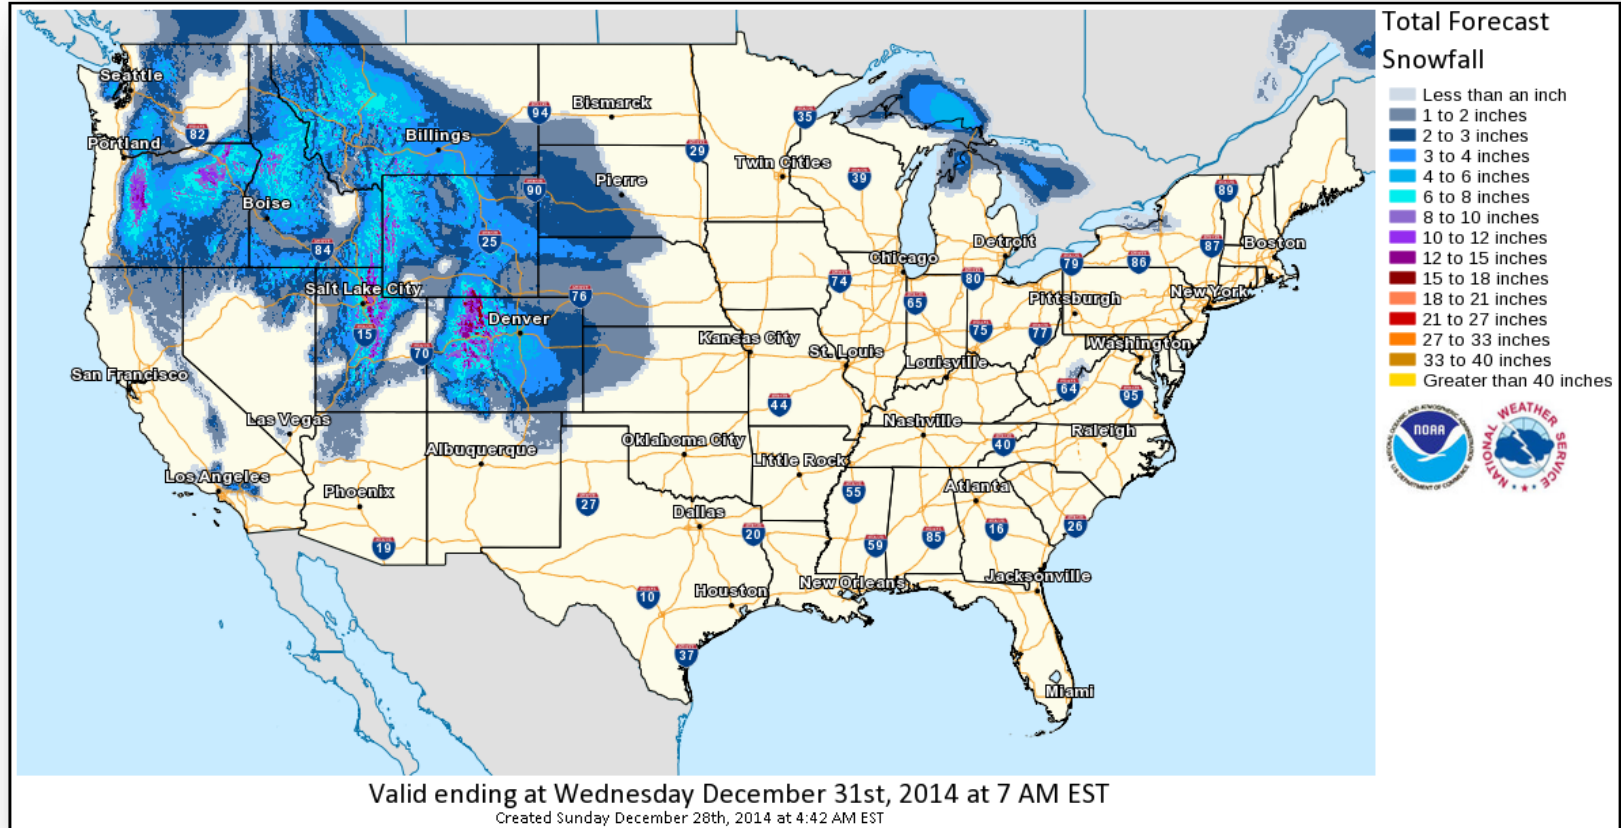 Total Forecast
Snowfall
Less than an inch
1 to 2 inches
2 to 3 inches
3 to 4 inches
4 to 6 inches
6 to 8 inches
8 to 10 inches
10 to 12 inches
12 to 15 inches
15 to 18 inches
18 to 21 inches
21 to 27 inches
27 to 33 inches
33 to 40 inches
Greater than 40 inches
NOAA
NATIONAL WEATHER SERVICE
Seattle
Bismarck
94
35
82
Portland
Billings
29
Twin Cities
39
90
Pierre
89
Boise
84
25
Detroit
87
Boston
Chicago
79
86
Salt Lake City
76
74
80
65
Pittsburgh
New York
15
Denver
70
Kansas City
St. Louis
75
77
Louisville
Washington
San Francisco
64
95
44
Las Vegas
Nashville
40
Raleigh
Albuquerque
Oklahoma City
Little Rock
Los Angeles
Phoenix
27
55
Atlanta
Dallas
20
16
26
19
59
85
10
Houston
New Orleans
Jacksonville
37
Miami
Valid ending at Wednesday December 31st, 2014 at 7 AM EST
Created Sunday December 28th, 2014 at 4:42 AM EST